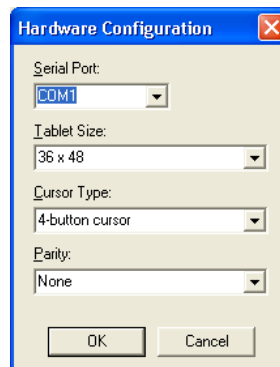 Hardware Configuration
Serial Port:
COM1
Tablet Size:
36 x 48
Cursor Type:
4-button cursor
Parity:
None
OK Cancel